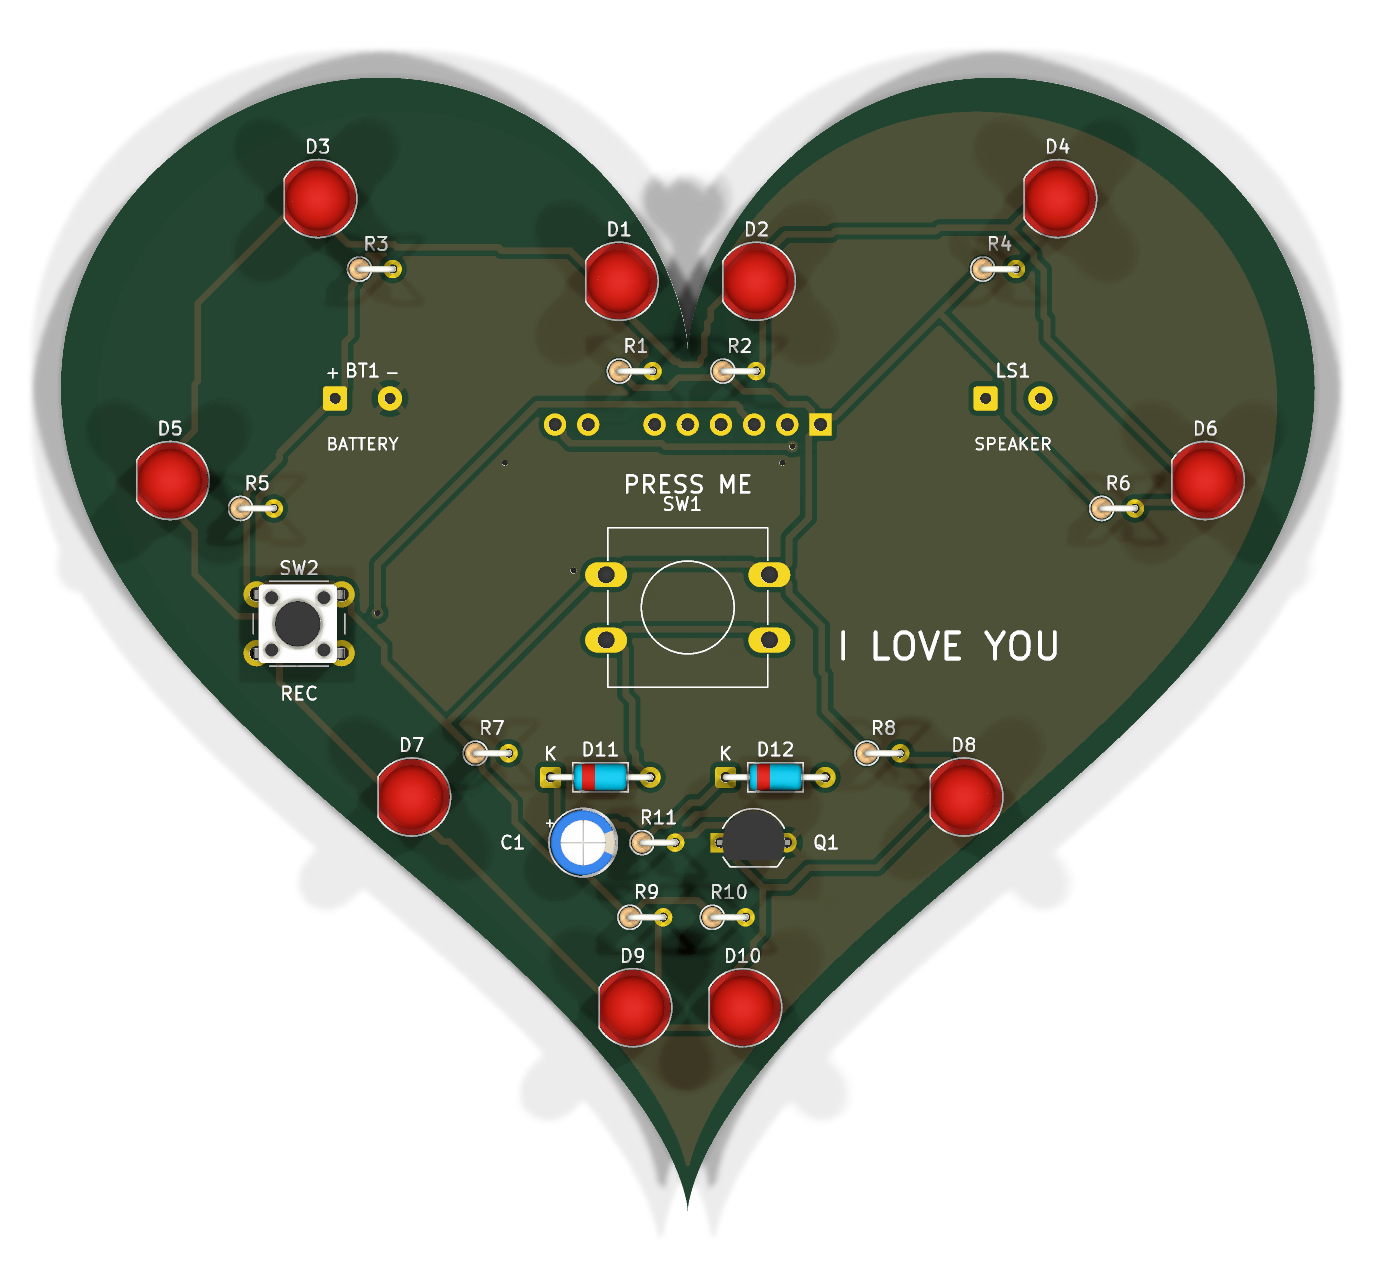 D3
D4
D1
D2
R3
R4
R1
R2
+ BT1 −
LS1
D5
D6
BATTERY
SPEAKER
R5
PRESS ME
R6
SW1
SW2
I LOVE YOU
REC
R7
R8
D7
K
D11
K
D12
D8
+
R11
C1
Q1
R9
R10
D9
D10